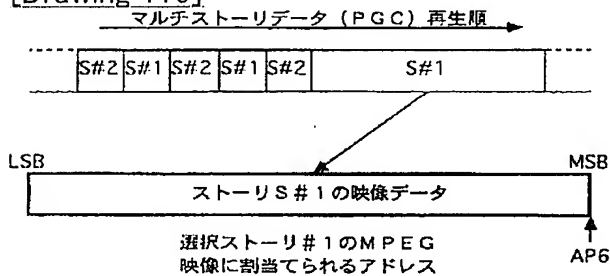 マルチストーリデータ(PGC)再生順
S#2 S#1 S#2 S#1 S#2 S#1
LSB MSB
ストーリS#1の映像データ
選択ストーリ#1のMPEG
映像に割当てられるアドレス
AP6